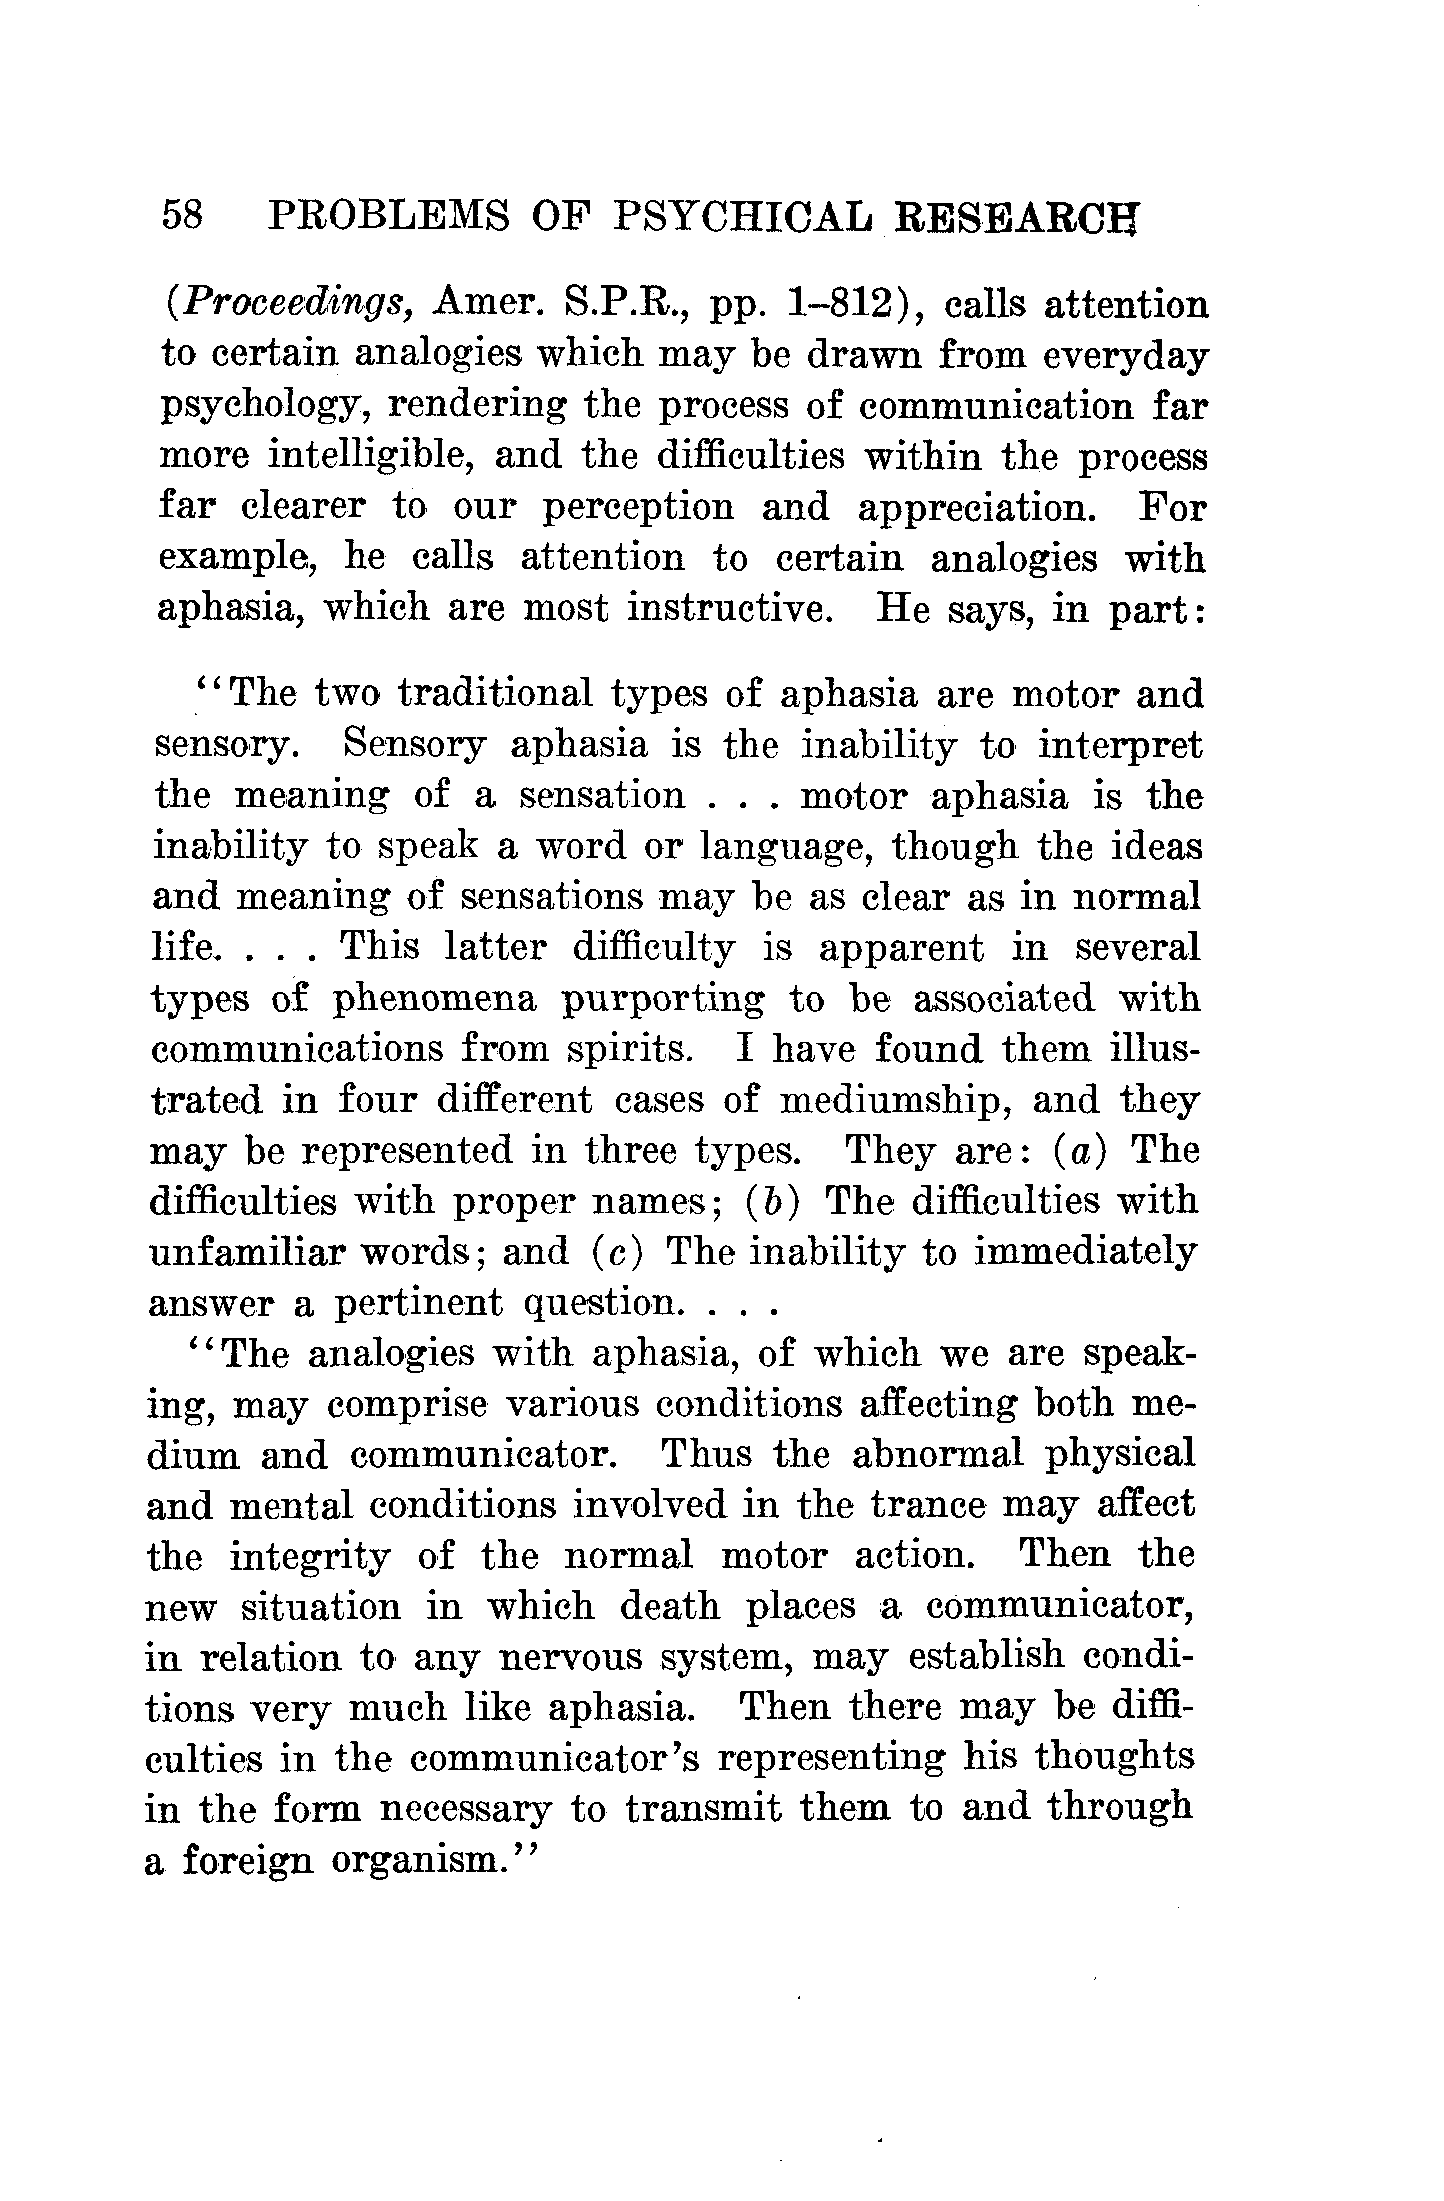 58 PROBLEMS OF PSYCHICAL RESEARCH
(Proceedings, Amer. S.P.R., pp. 1–812), calls attention
to certain analogies which may be drawn from everyday
psychology, rendering the process of communication far
more intelligible, and the difficulties within the process
far clearer to our perception and appreciation. For
example, he calls attention to certain analogies with
aphasia, which are most instructive. He says, in part:
"The two traditional types of aphasia are motor and
sensory. Sensory aphasia is the inability to interpret
the meaning of a sensation . . . motor aphasia is the
inability to speak a word or language, though the ideas
and meaning of sensations may be as clear as in normal
life. . . . This latter difficulty is apparent in several
types of phenomena purporting to be associated with
communications from spirits. I have found them illus-
trated in four different cases of mediumship, and they
may be represented in three types. They are: (a) The
difficulties with proper names; (b) The difficulties with
unfamiliar words; and (c) The inability to immediately
answer a pertinent question. . . .
"The analogies with aphasia, of which we are speak-
ing, may comprise various conditions affecting both me-
dium and communicator. Thus the abnormal physical
and mental conditions involved in the trance may affect
the integrity of the normal motor action. Then the
new situation in which death places a communicator,
in relation to any nervous system, may establish condi-
tions very much like aphasia. Then there may be diffi-
culties in the communicator's representing his thoughts
in the form necessary to transmit them to and through
a foreign organism."